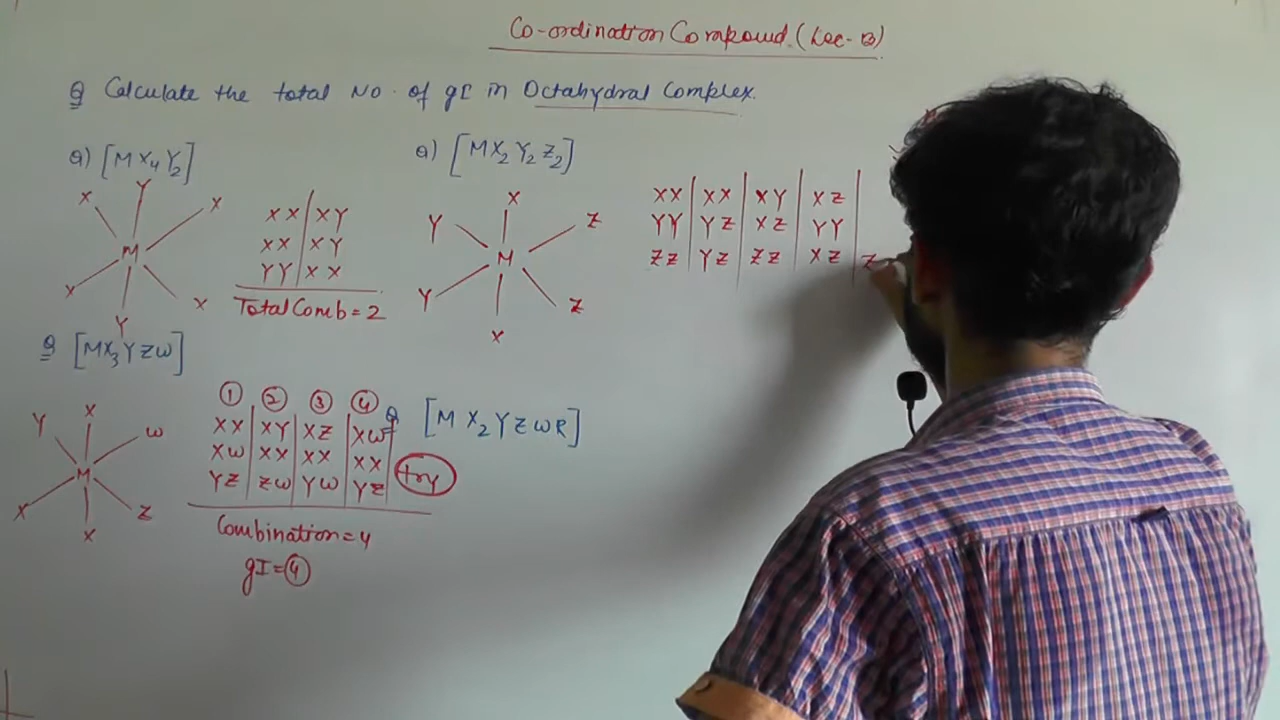 Co-ordination Compound. (Lec-13)
Q Calculate the total No. of gI in Octahydral Complex.
Q) [MX₄Y₂]
X Y X
M
X Y X
XX | XY
XX | XY
YY | XX
Total Comb = 2
Q) [MX₂Y₂Z₂]
X
Y Z
M
Y Z
X
XX | XX | XY | XZ |
YY | YZ | XZ | YY |
ZZ | YZ | ZZ | XZ | Z
Q [MX₃YZW]
Y X W
M
X X Z
① ② ③ ④
XX | XY | XZ | XW
XW | XX | XX | XX
YZ | ZW | YW | YZ
Combination = 4
gI = ④
Q [MX₂YZWR]
try